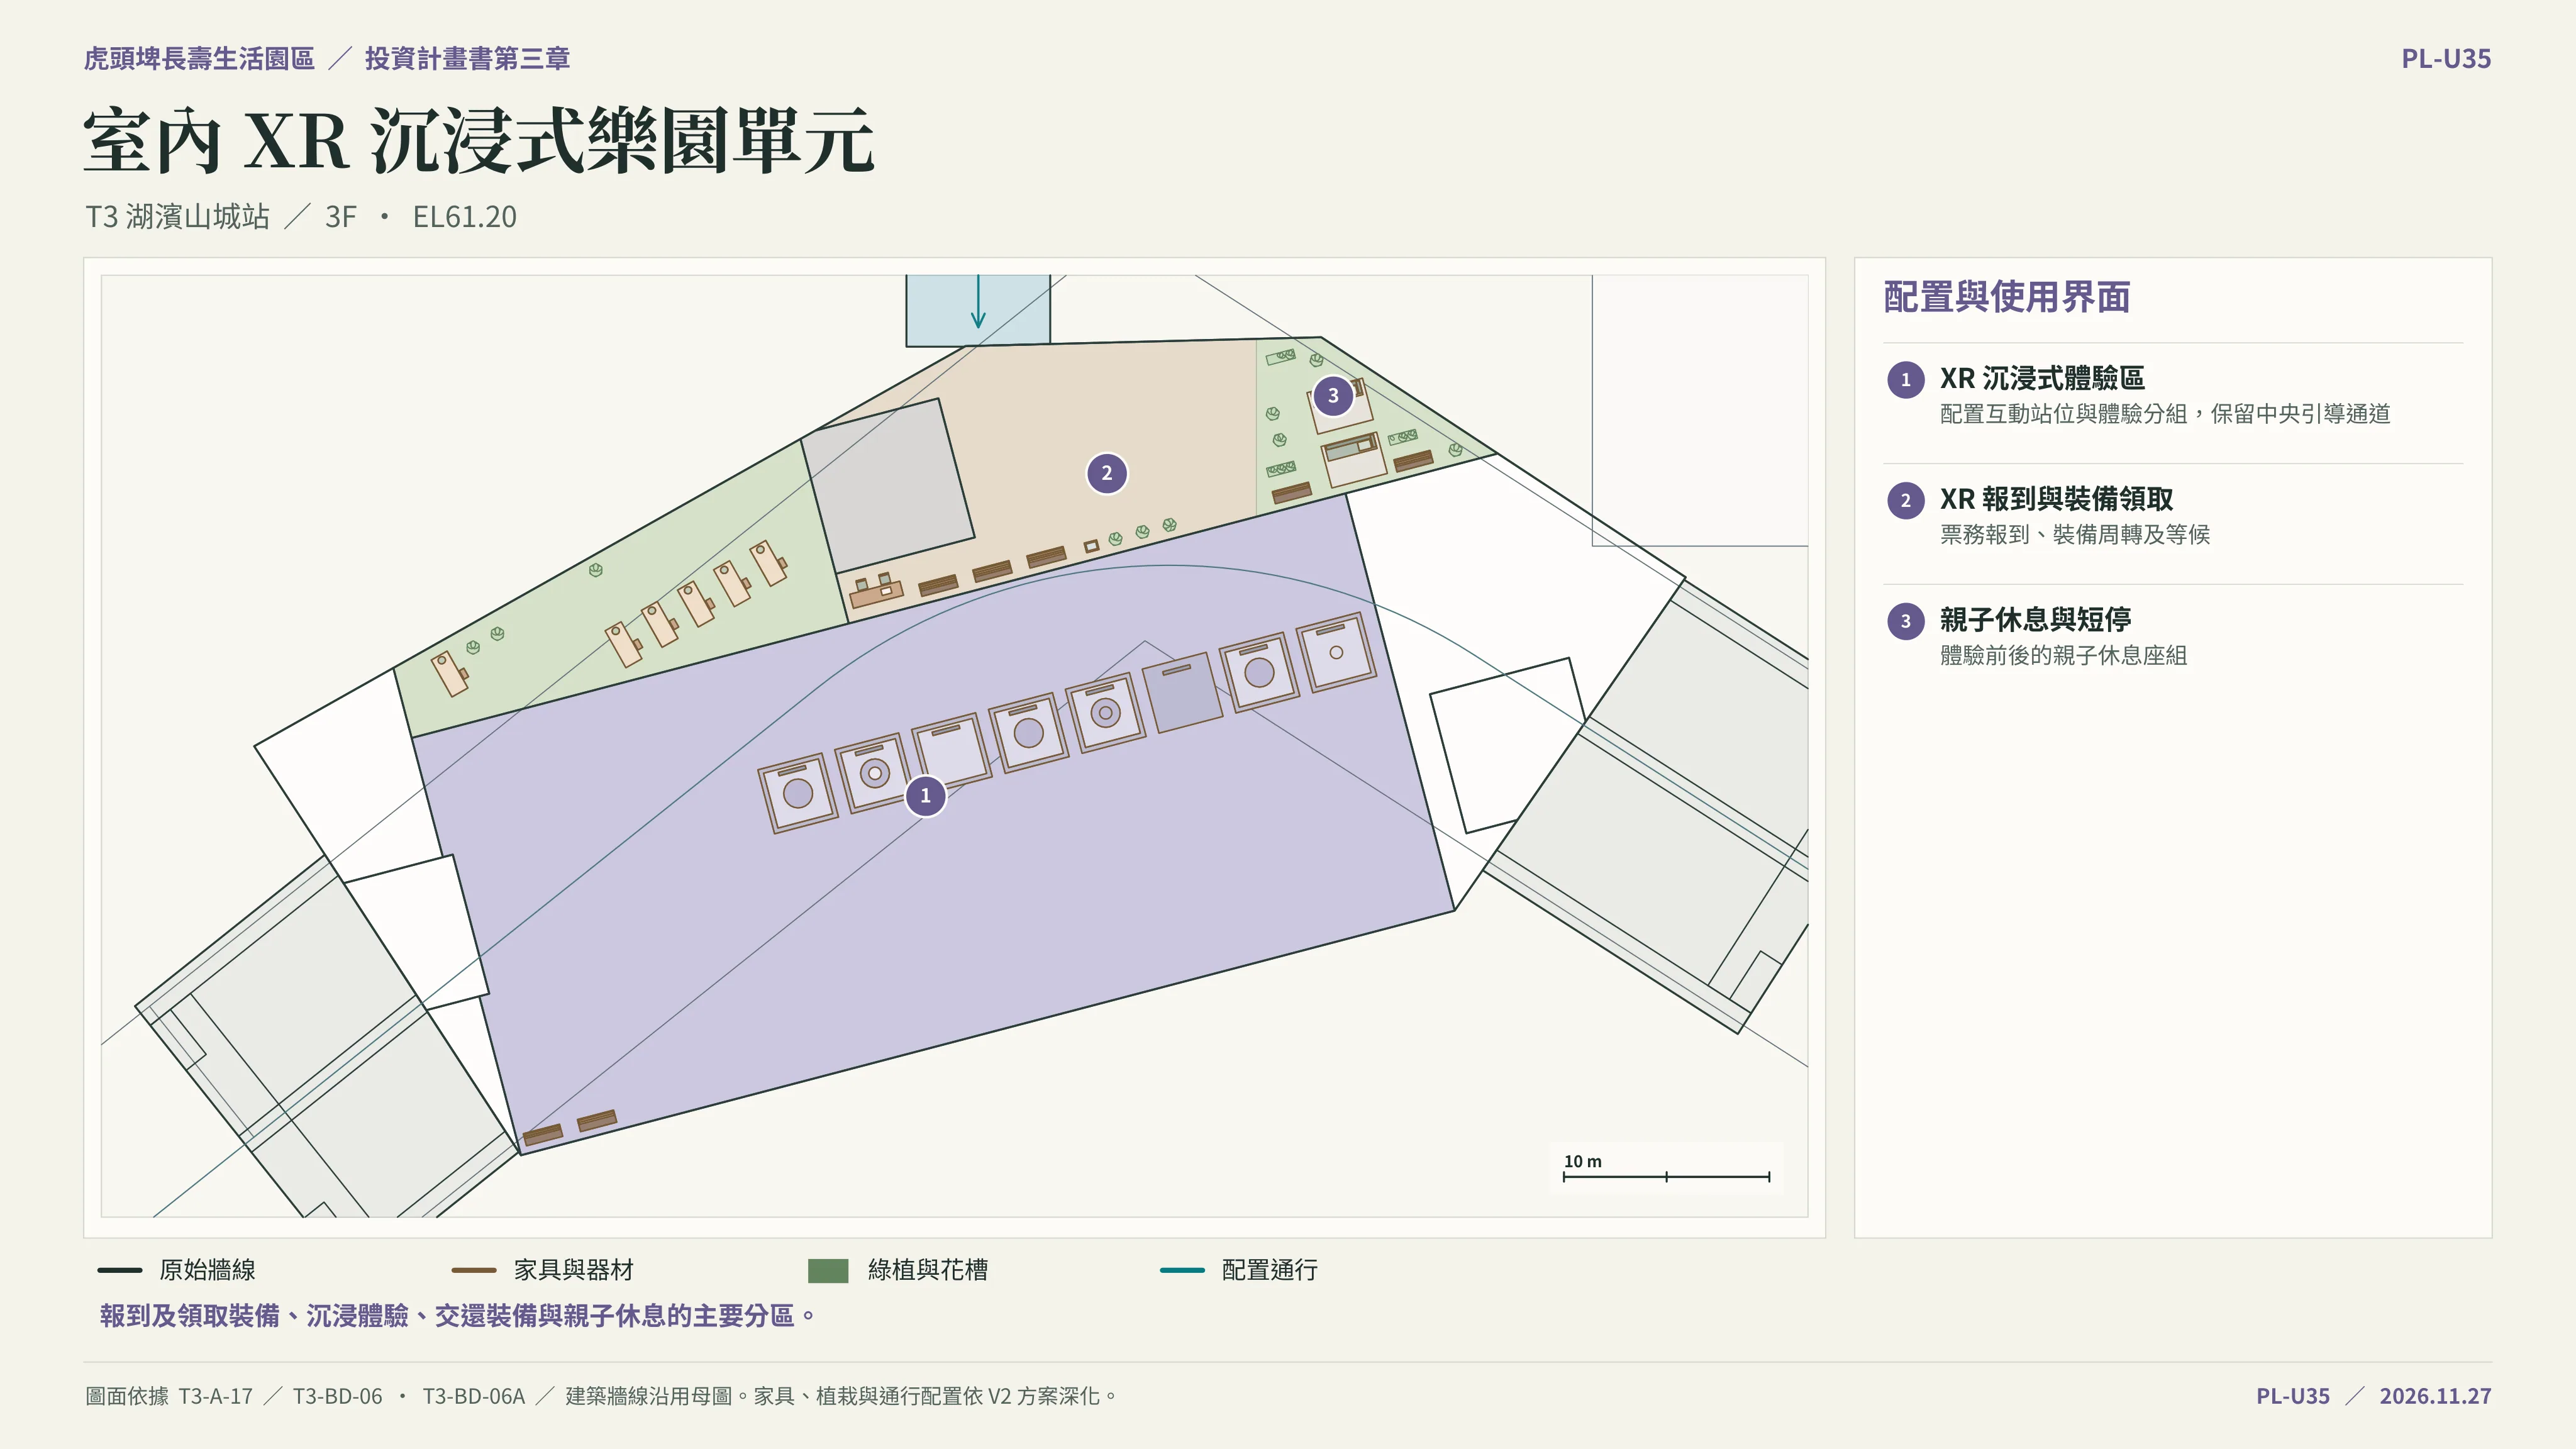 虎頭埤長壽生活園區 ／ 投資計畫書第三章
PL-U35
室內 XR 沉浸式樂園單元
T3 湖濱山城站 ／ 3F ・ EL61.20
3
2
1
10 m
配置與使用界面
1 XR 沉浸式體驗區
配置互動站位與體驗分組，保留中央引導通道
2 XR 報到與裝備領取
票務報到、裝備周轉及等候
3 親子休息與短停
體驗前後的親子休息座組
原始牆線 家具與器材 綠植與花槽 配置通行
報到及領取裝備、沉浸體驗、交還裝備與親子休息的主要分區。
圖面依據 T3-A-17 ／ T3-BD-06 ・ T3-BD-06A ／ 建築牆線沿用母圖。家具、植栽與通行配置依 V2 方案深化。
PL-U35 ／ 2026.11.27